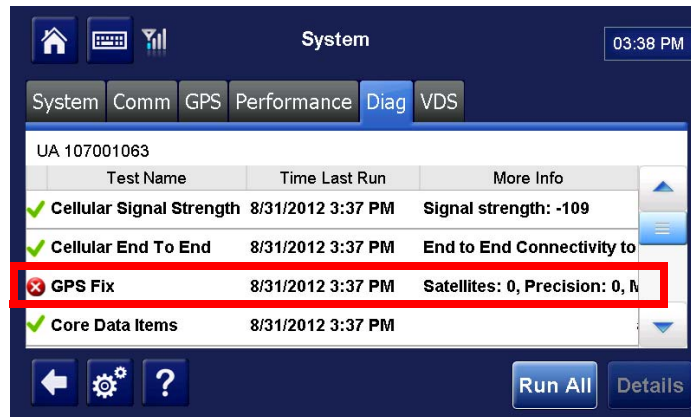 System
03:38 PM
System Comm GPS Performance Diag VDS
UA 107001063
Test Name Time Last Run More Info
Cellular Signal Strength 8/31/2012 3:37 PM Signal strength: -109
Cellular End To End 8/31/2012 3:37 PM End to End Connectivity to
GPS Fix 8/31/2012 3:37 PM Satellites: 0, Precision: 0,
Core Data Items 8/31/2012 3:37 PM
? Run All Details